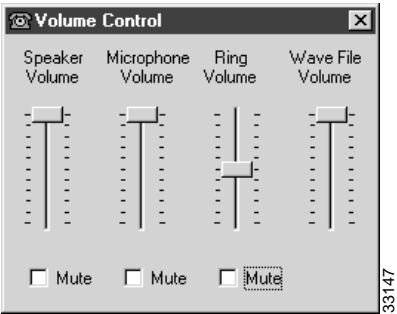 Volume Control
Speaker Volume
Microphone Volume
Ring Volume
Wave File Volume
Mute
Mute
Mute
33147